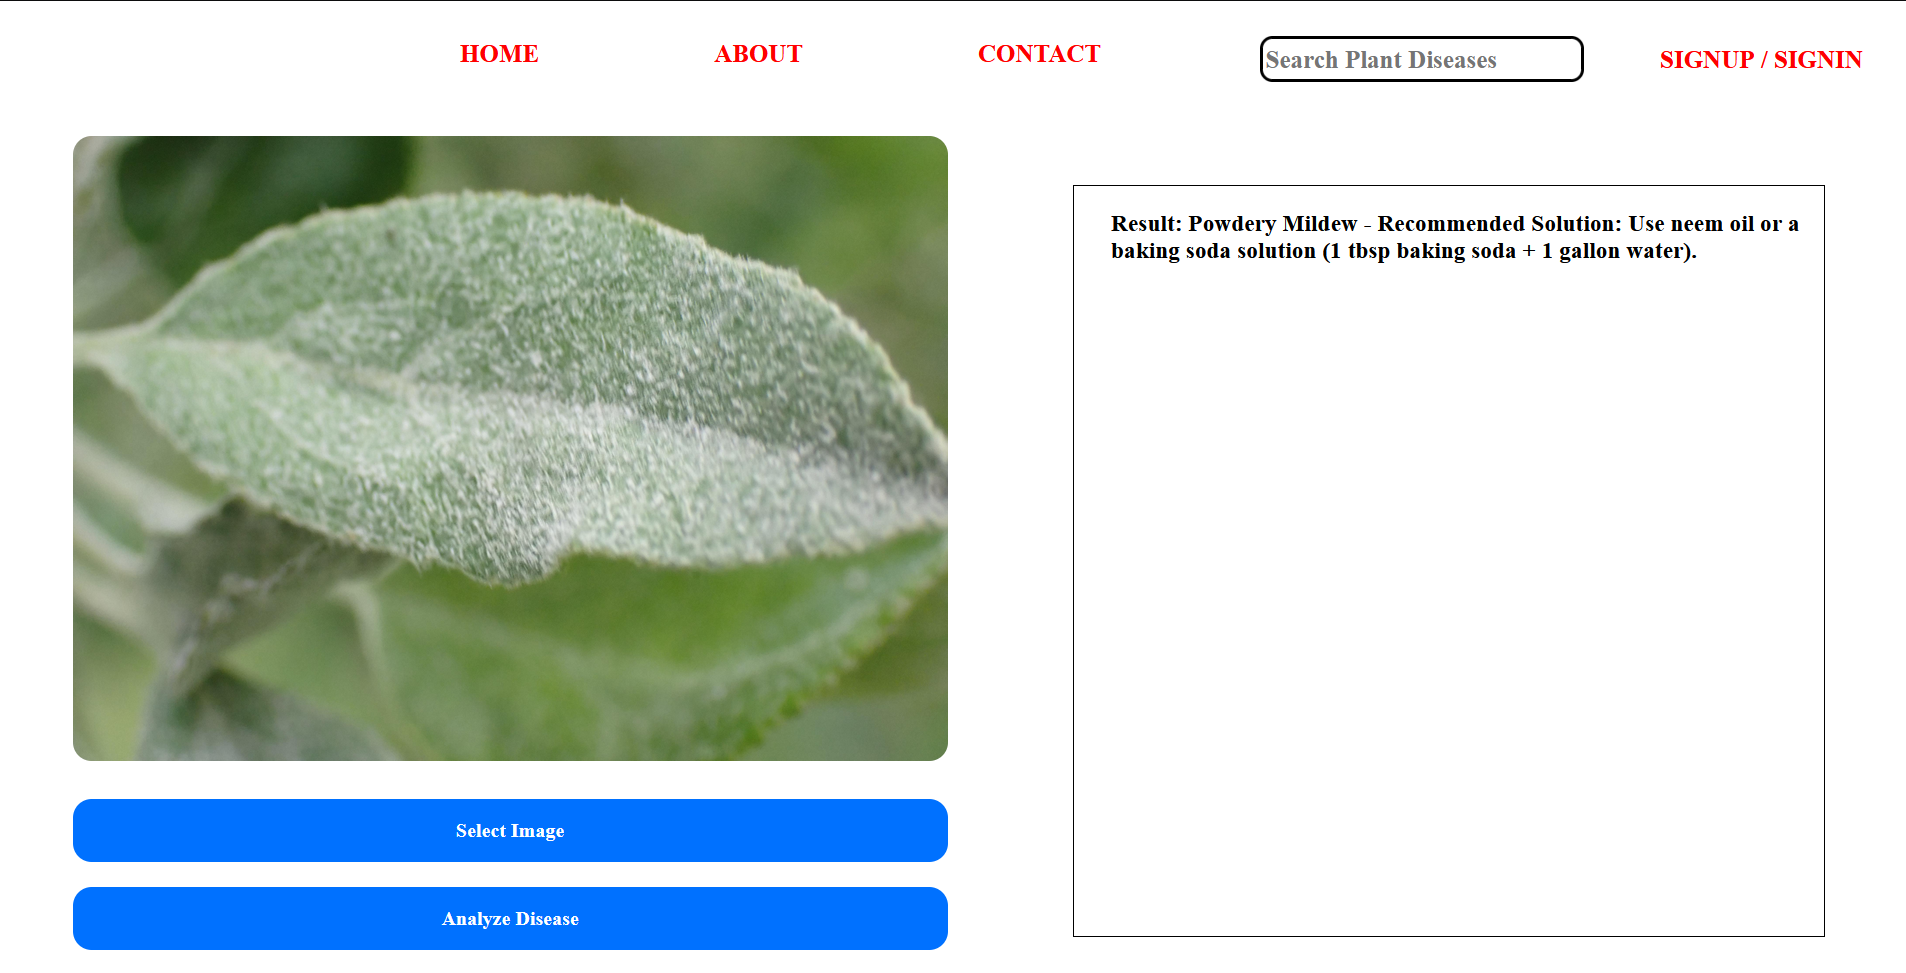 HOME
ABOUT
CONTACT
Search Plant Diseases
SIGNUP / SIGNIN
Result: Powdery Mildew - Recommended Solution: Use neem oil or a
baking soda solution (1 tbsp baking soda + 1 gallon water).
Select Image
Analyze Disease